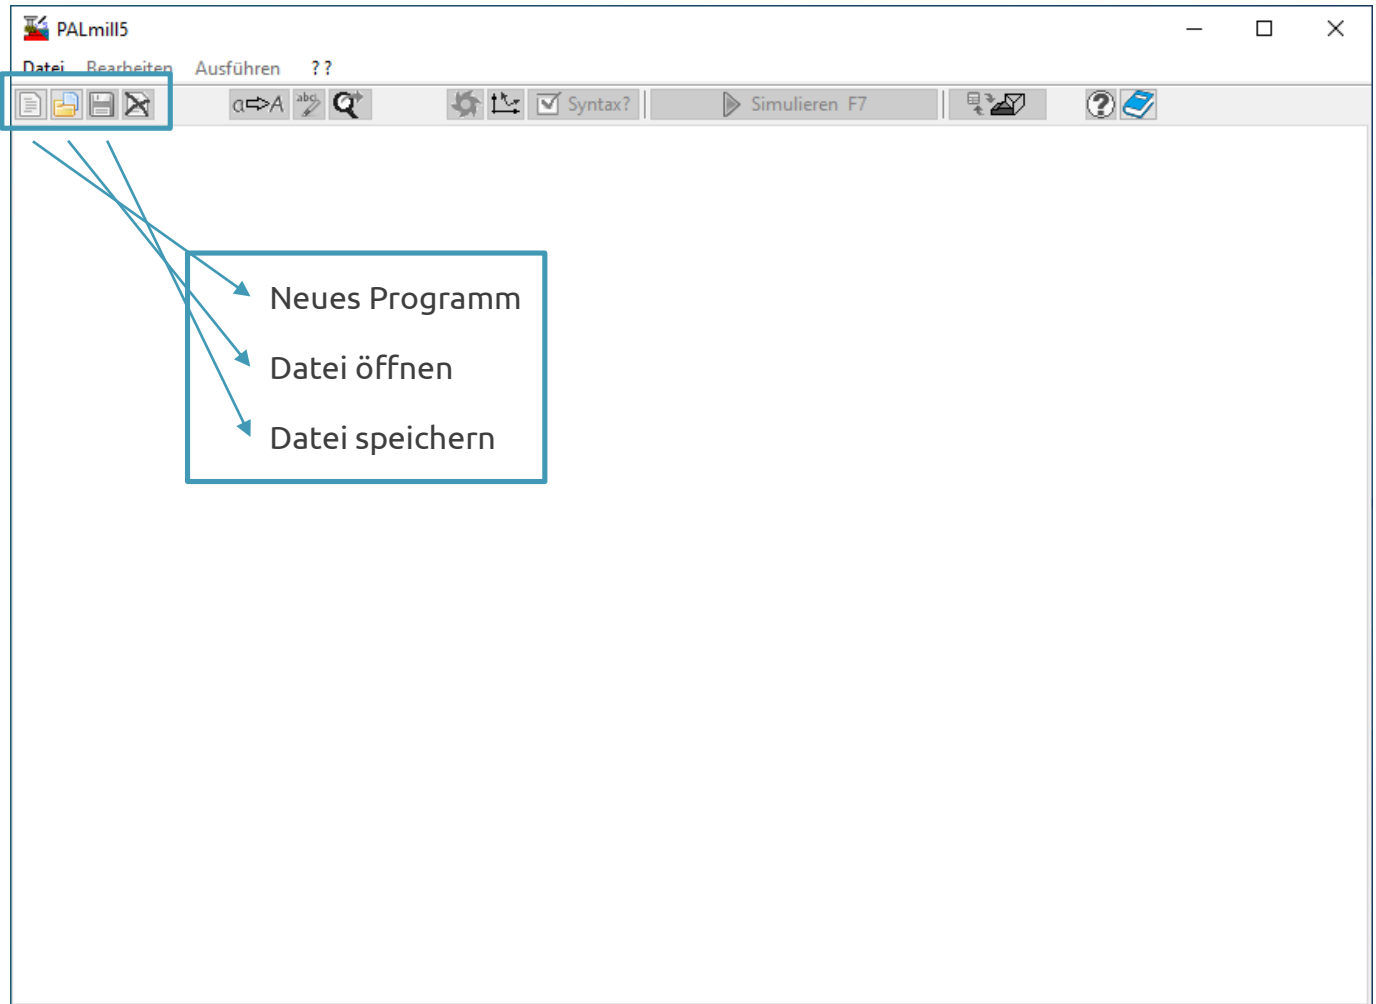 PALmill5
Datei Bearbeiten Ausführen ??
a⇨A abc Syntax? Simulieren F7 ?
Neues Programm
Datei öffnen
Datei speichern